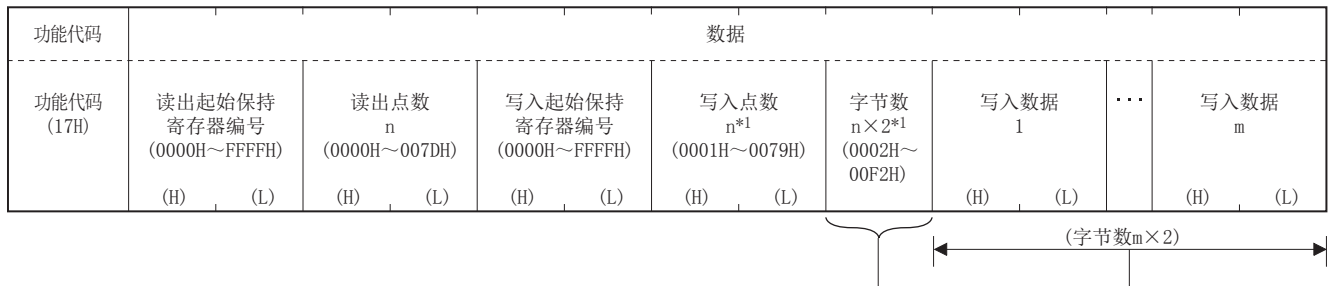 功能代码
数据
功能代码
(17H)
读出起始保持
寄存器编号
(0000H～FFFFH)
(H) (L)
读出点数
n
(0000H～007DH)
(H) (L)
写入起始保持
寄存器编号
(0000H～FFFFH)
(H) (L)
写入点数
n*1
(0001H～0079H)
(H) (L)
字节数
n×2*1
(0002H～
00F2H)
写入数据
1
(H) (L)
···
写入数据
m
(H) (L)
(字节数m×2)